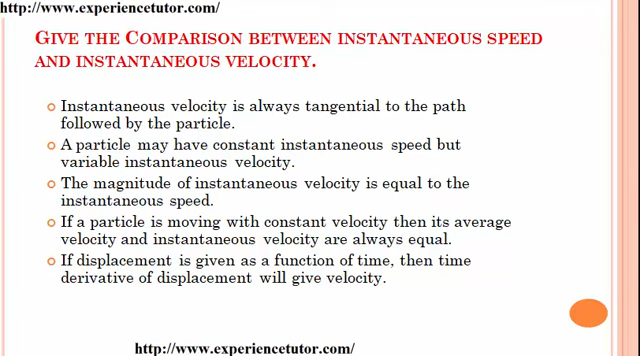 http://www.experiencetutor.com/
GIVE THE COMPARISON BETWEEN INSTANTANEOUS SPEED
AND INSTANTANEOUS VELOCITY.
Instantaneous velocity is always tangential to the path
followed by the particle.
A particle may have constant instantaneous speed but
variable instantaneous velocity.
The magnitude of instantaneous velocity is equal to the
instantaneous speed.
If a particle is moving with constant velocity then its average
velocity and instantaneous velocity are always equal.
If displacement is given as a function of time, then time
derivative of displacement will give velocity.
http://www.experiencetutor.com/